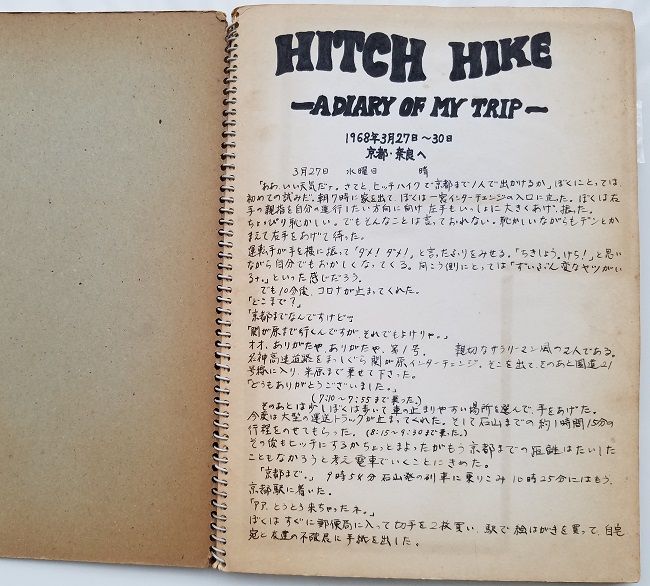 HITCH HIKE
—A DIARY OF MY TRIP—
1968年3月27日〜30日
京都・奈良へ
3月27日 水曜日 晴
「ああ、いい天気だナ。さてと、ヒッチハイクで京都まで1人で出かけるか。」ぼくにとっては、
初めての試みだ。朝7時に家を出て、ぼくは一宮インターチェンジの入口に立った。ぼくは右
手の親指を自分の進行したい方向に向け左手もいっしょに大きくあげ、振った。
ちょっぴり恥かしい。でもそんなことは言っておれない。恥かしいながらもデンとか
まえて右手をあげて待った。
運転手が手を横に振って「ダメ!ダメ!」と言ったふりをみせる。「ちきしょう。けち!」と思い
ながら自分でもおかしくなってくる。向こう側にとっては「ずいぶん変なヤツがい
るナ。」といった感じだろう。
でも10分後、コロナが止まってくれた。
「どこまで?」
「京都までなんですけど」
「関が原まで行くんですが それでもよけりゃ。」
オオ、ありがたや、ありがたや、第1号。 親切なサラリーマン風の2人である。
名神高速道路をまっしぐら関が原インターチェンジ。そこを出て、そのあと国道21
号線に入り、米原まで乗せて下さった。
「どうもありがとうございました。」
(7:10〜7:55まで乗った。)
そのあとは少しぼくは歩いて車の止まりやすい場所を選んで、手をあげた。
今度は大型の運送トラックが止まってくれた。そして石山までの約1時間15分の
行程をのせてもらった。(8:15〜9:30まで乗った。)
その後もヒッチにするかちょっとまよったがもう京都までの距離はたいした
こともなかろうと考え電車でいくことにきめた。
「京都まで。」 9時54分石山発の列車に乗りこみ10時25分にはもう、
京都駅に着いた。
「アア、とうとう来ちゃったネ。」
ぼくはすぐに郵便局に入って切手を2枚買い、駅で絵はがきを買って、自宅
宛と友達の不破君に手紙を出した。